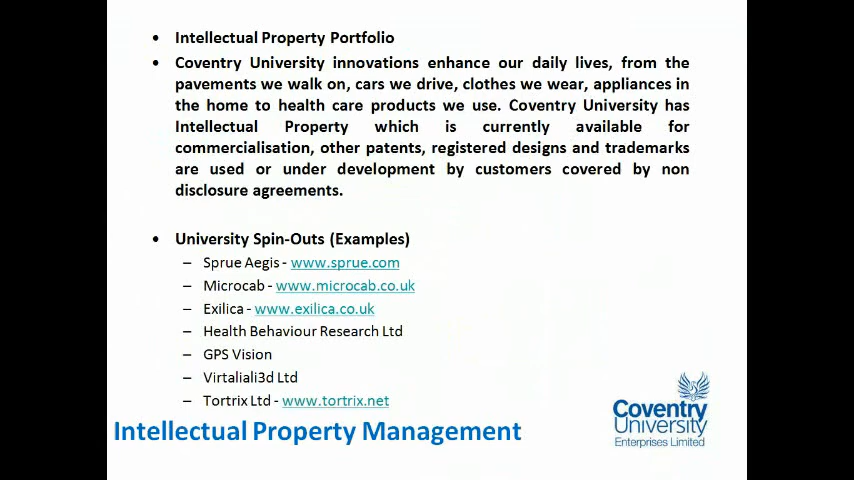 • Intellectual Property Portfolio
• Coventry University innovations enhance our daily lives, from the
pavements we walk on, cars we drive, clothes we wear, appliances in
the home to health care products we use. Coventry University has
Intellectual Property which is currently available for
commercialisation, other patents, registered designs and trademarks
are used or under development by customers covered by non
disclosure agreements.
• University Spin-Outs (Examples)
– Sprue Aegis - www.sprue.com
– Microcab - www.microcab.co.uk
– Exilica - www.exilica.co.uk
– Health Behaviour Research Ltd
– GPS Vision
– Virtaliali3d Ltd
– Tortrix Ltd - www.tortrix.net
Intellectual Property Management
Coventry
University
Enterprises Limited